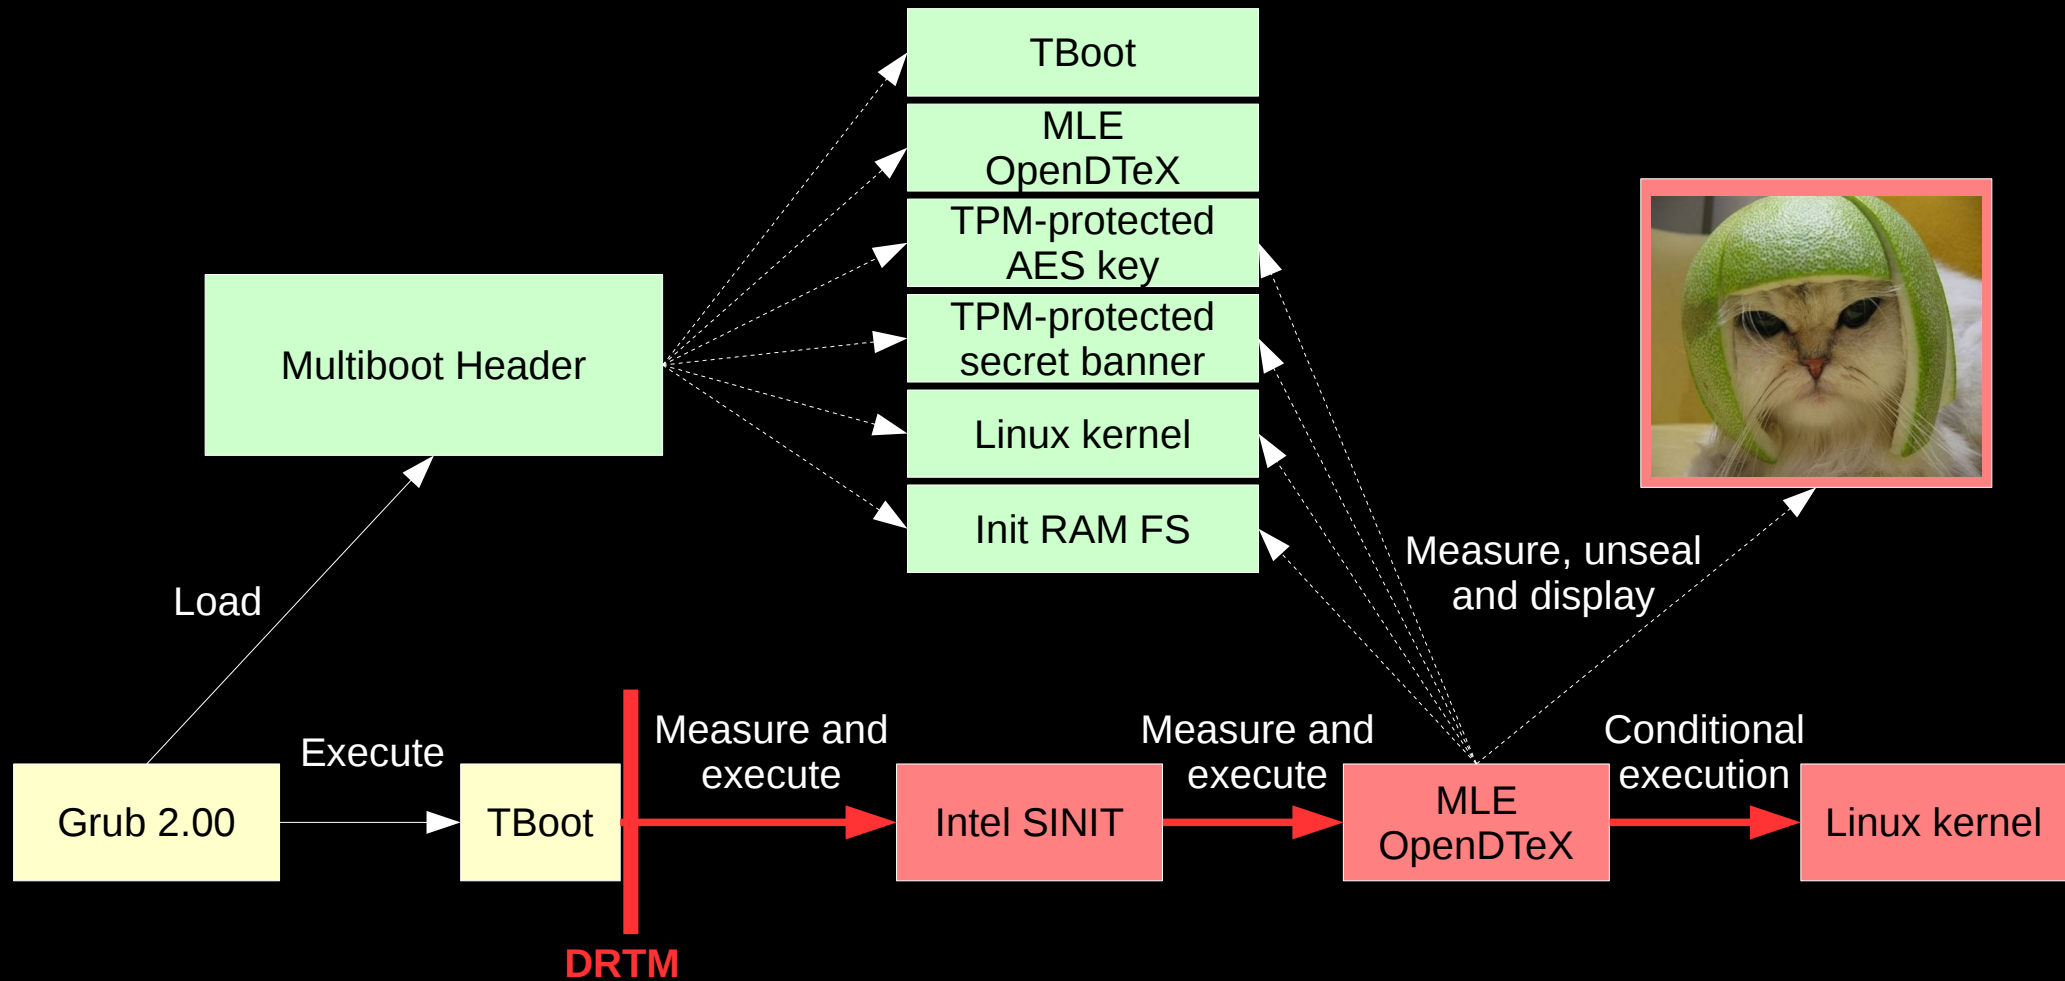 TBoot
MLE
OpenDTeX
TPM-protected
AES key
TPM-protected
secret banner
Multiboot Header
Linux kernel
Init RAM FS
Measure, unseal
and display
Load
Execute
Measure and
execute
Measure and
execute
Conditional
execution
Grub 2.00
TBoot
Intel SINIT
MLE
OpenDTeX
Linux kernel
DRTM